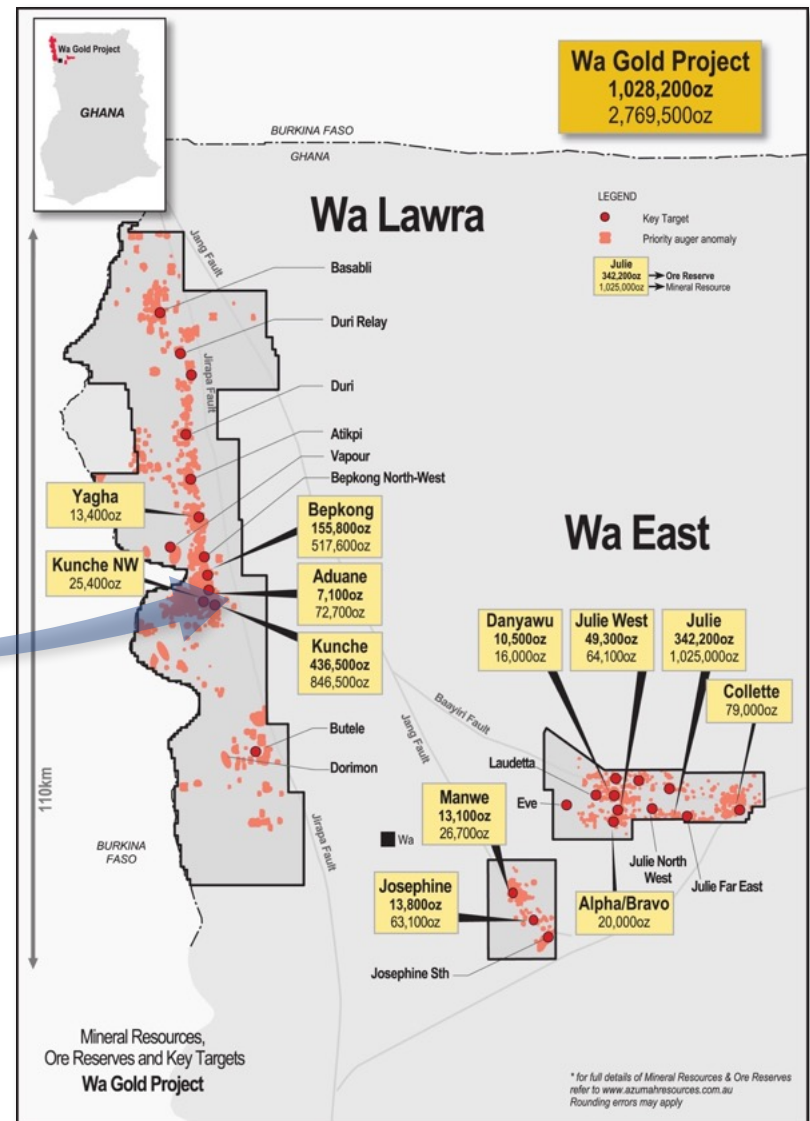 Wa Gold Project
GHANA
Wa Gold Project
1,028,200oz
2,769,500oz
BURKINA FASO
GHANA
Wa Lawra
LEGEND
Key Target
Priority auger anomaly
Julie
342,200oz
Ore Reserve
1,025,000oz
Mineral Resource
Jang Fault
Basabli
Duri Relay
Jirapa Fault
Duri
Atikpi
Vapour
Bepkong North-West
Yagha
13,400oz
Bepkong
155,800oz
517,600oz
Wa East
Kunche NW
25,400oz
Aduane
7,100oz
72,700oz
Kunche
436,500oz
846,500oz
Danyawu
10,500oz
16,000oz
Julie West
49,300oz
64,100oz
Julie
342,200oz
1,025,000oz
Collette
79,000oz
Baayiri Fault
Jang Fault
Butele
Dorimon
Laudetta
Eve
110km
Manwe
13,100oz
26,700oz
Jirapa Fault
Wa
BURKINA
FASO
Julie North
West
Julie Far East
Josephine
13,800oz
63,100oz
Alpha/Bravo
20,000oz
Josephine Sth
Mineral Resources,
Ore Reserves and Key Targets
Wa Gold Project
* for full details of Mineral Resources & Ore Reserves
refer to www.azumahresources.com.au
Rounding errors may apply